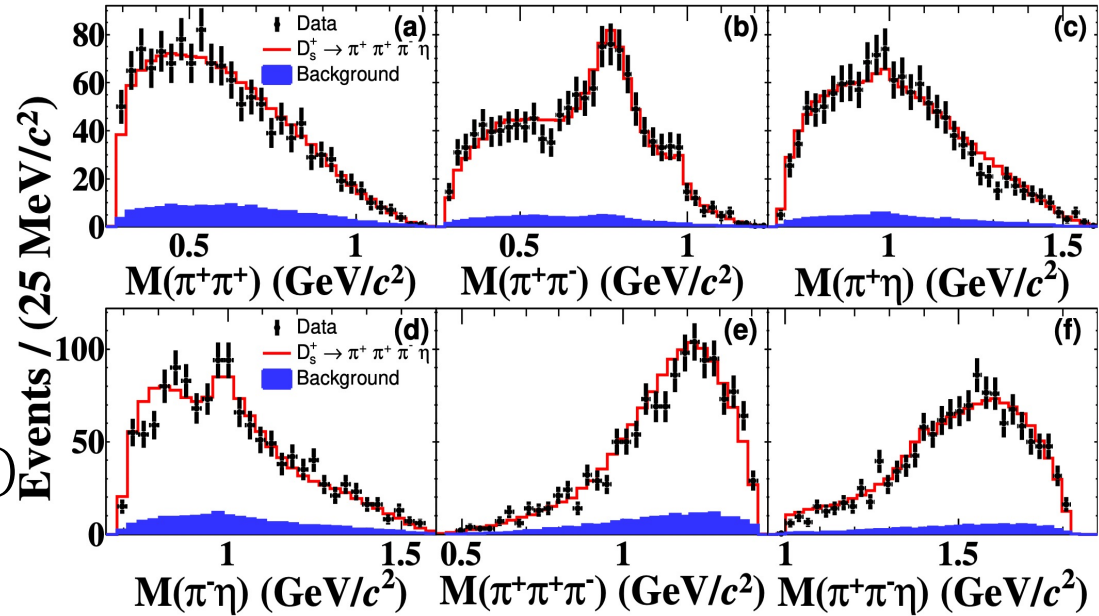 Events / (25 MeV/c²)
(a)
Data
D_s^+ → π⁺ π⁺ π⁻ η
Background
80
60
40
20
0
0.5 1
M(π⁺π⁺) (GeV/c²)
(b)
0.5 1
M(π⁺π⁻) (GeV/c²)
(c)
1 1.5
M(π⁺η) (GeV/c²)
(d)
Data
D_s^+ → π⁺ π⁺ π⁻ η
Background
100
50
0
1 1.5
M(π⁻η) (GeV/c²)
(e)
0.5 1
M(π⁺π⁺π⁻) (GeV/c²)
(f)
1 1.5
M(π⁺π⁻η) (GeV/c²)